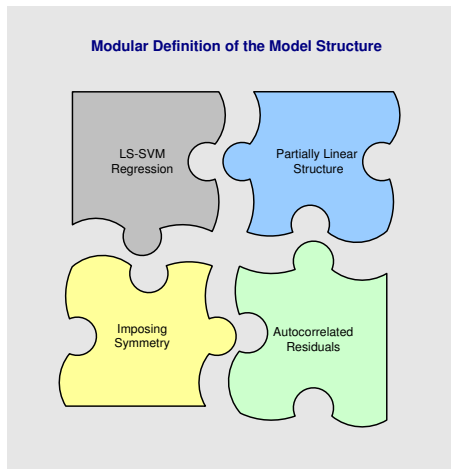 Modular Definition of the Model Structure
LS-SVM
Regression
Partially Linear
Structure
Imposing
Symmetry
Autocorrelated
Residuals